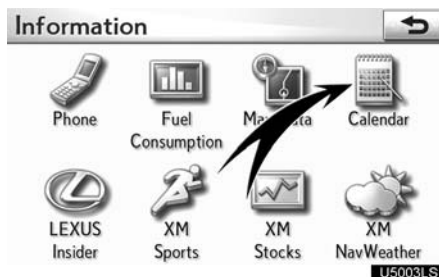 Information
Phone
Fuel
Consumption
Calendar
LEXUS
Insider
XM
Sports
XM
Stocks
XM
NavWeather
U5003LS